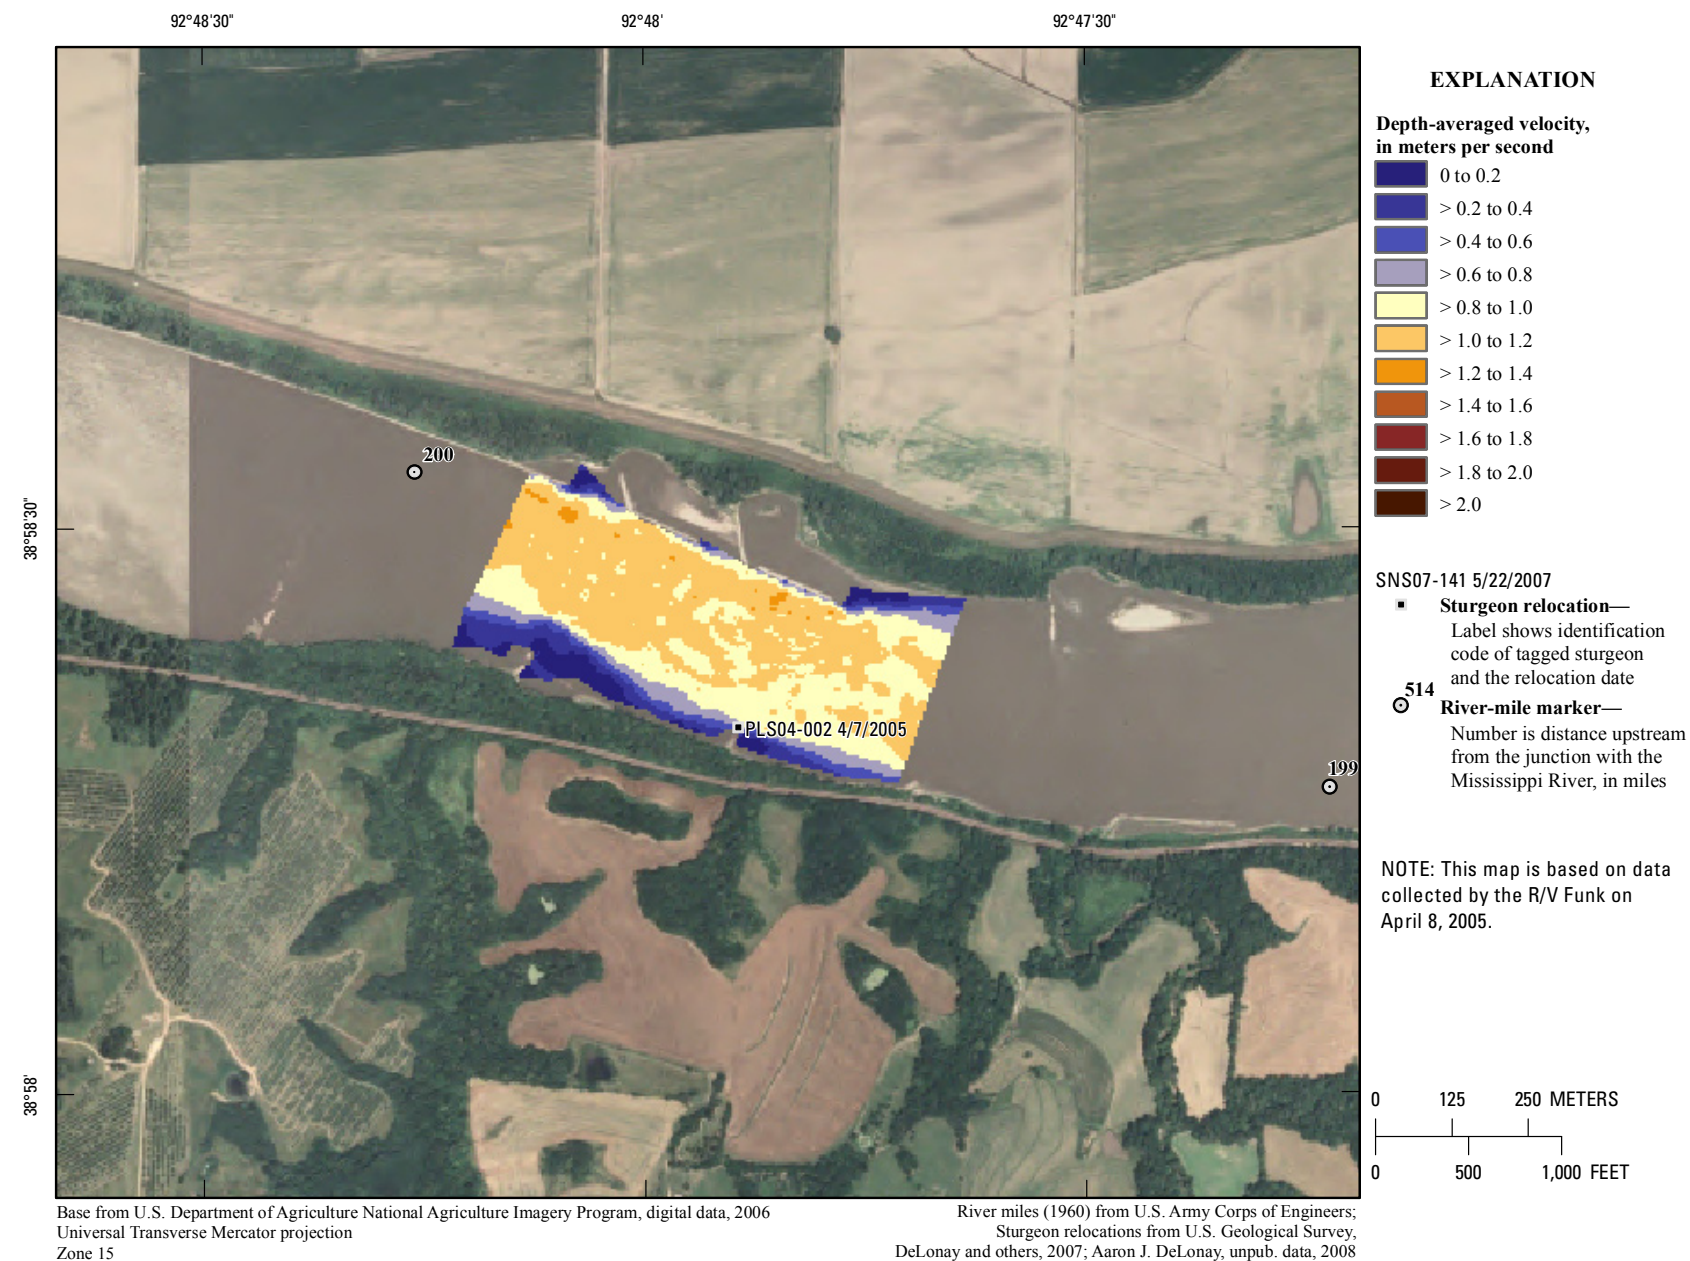 92°48'30"
92°48'
92°47'30"
38°58'30"
38°58'
200
PLS04-002 4/7/2005
199
EXPLANATION
Depth-averaged velocity,
in meters per second
0 to 0.2
> 0.2 to 0.4
> 0.4 to 0.6
> 0.6 to 0.8
> 0.8 to 1.0
> 1.0 to 1.2
> 1.2 to 1.4
> 1.4 to 1.6
> 1.6 to 1.8
> 1.8 to 2.0
> 2.0
SNS07-141 5/22/2007
Sturgeon relocation—
Label shows identification
code of tagged sturgeon
and the relocation date
514
River-mile marker—
Number is distance upstream
from the junction with the
Mississippi River, in miles
NOTE: This map is based on data
collected by the R/V Funk on
April 8, 2005.
0 125 250 METERS
0 500 1,000 FEET
Base from U.S. Department of Agriculture National Agriculture Imagery Program, digital data, 2006
Universal Transverse Mercator projection
Zone 15
River miles (1960) from U.S. Army Corps of Engineers;
Sturgeon relocations from U.S. Geological Survey,
DeLonay and others, 2007; Aaron J. DeLonay, unpub. data, 2008